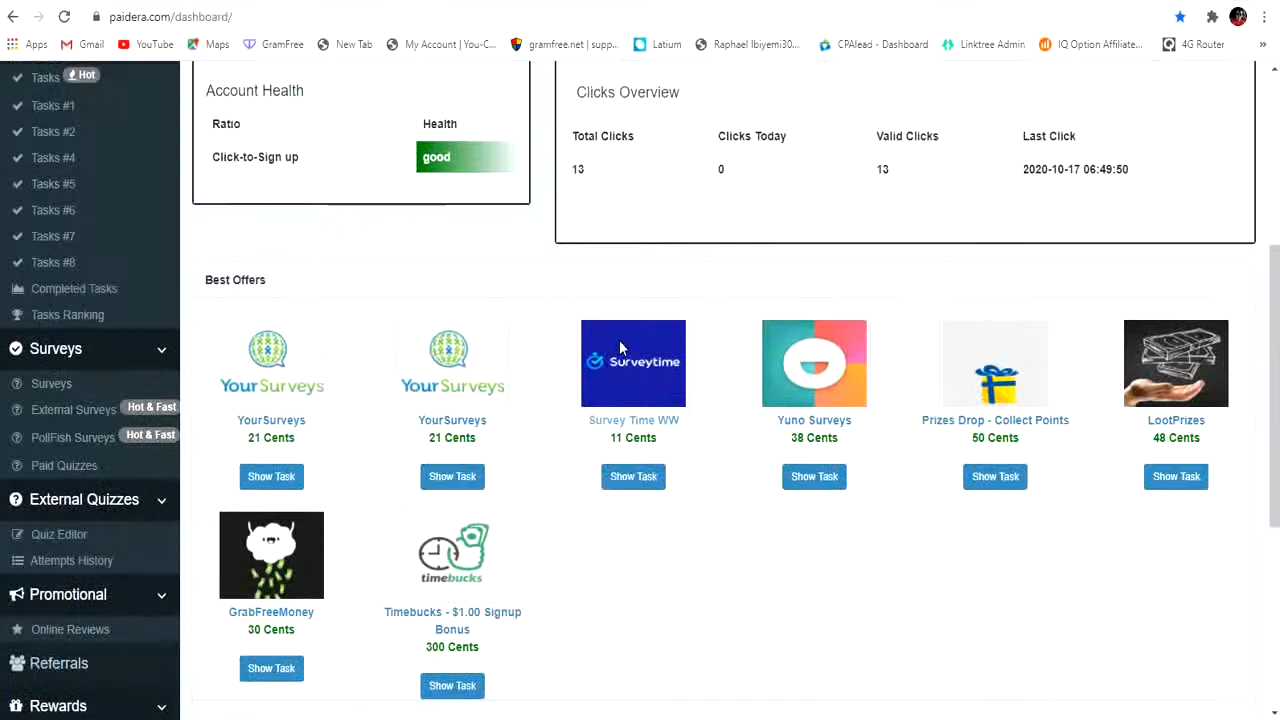 paidera.com/dashboard/
Apps Gmail YouTube Maps GramFree New Tab My Account | You-C... gramfree.net | supp... Latium Raphael Ibiyemi30... CPAlead - Dashboard Linktree Admin IQ Option Affiliate... 4G Router »
Tasks Hot
Tasks #1
Tasks #2
Tasks #4
Tasks #5
Tasks #6
Tasks #7
Tasks #8
Completed Tasks
Tasks Ranking
Surveys
Surveys
External Surveys Hot & Fast
PollFish Surveys Hot & Fast
Paid Quizzes
External Quizzes
Quiz Editor
Attempts History
Promotional
Online Reviews
Referrals
Rewards
Account Health
Ratio Health
Click-to-Sign up good
Clicks Overview
Total Clicks Clicks Today Valid Clicks Last Click
13 0 13 2020-10-17 06:49:50
Best Offers
YourSurveys YourSurveys Surveytime
YourSurveys YourSurveys Survey Time WW Yuno Surveys Prizes Drop - Collect Points LootPrizes
21 Cents 21 Cents 11 Cents 38 Cents 50 Cents 48 Cents
Show Task Show Task Show Task Show Task Show Task Show Task
timebucks
GrabFreeMoney Timebucks - $1.00 Signup
Bonus
30 Cents 300 Cents
Show Task Show Task